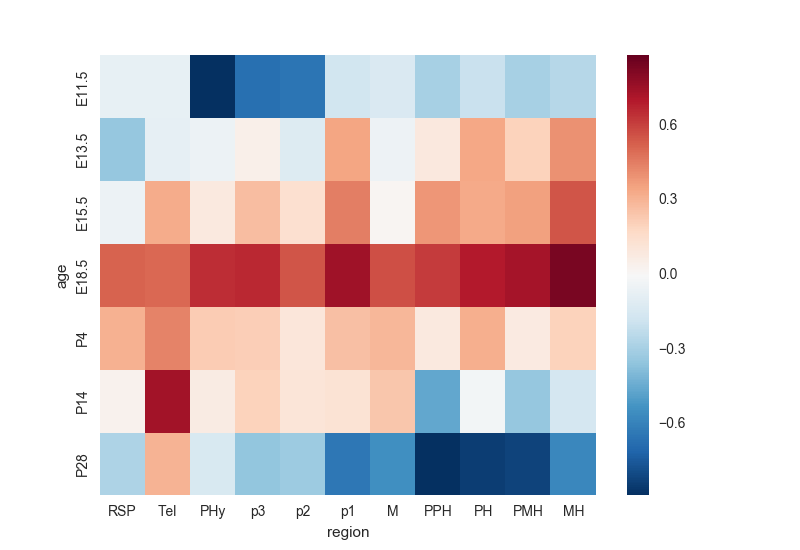 E11.5
E13.5
E15.5
E18.5
P4
P14
P28
age
RSP Tel PHy p3 p2 p1 M PPH PH PMH MH
region
0.6
0.3
0.0
−0.3
−0.6